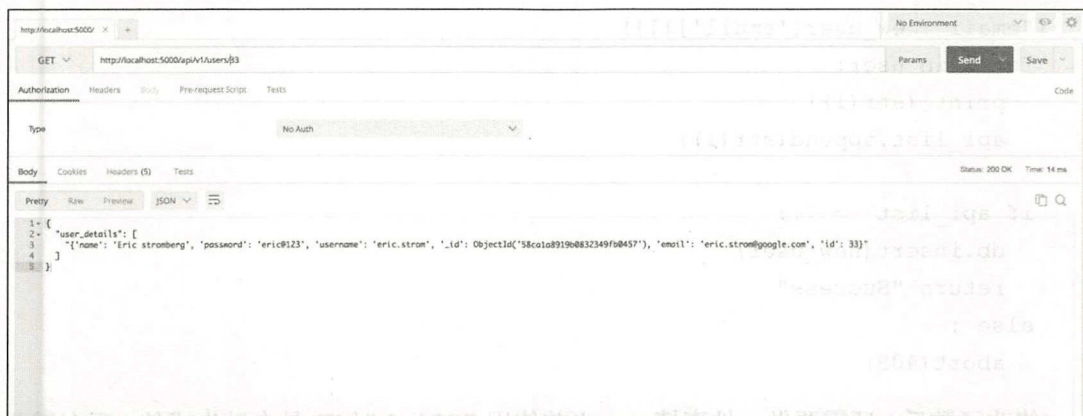 http://localhost:5000/ × +
No Environment
GET http://localhost:5000/api/v1/users/33
Params Send Save
Authorization Headers Body Pre-request Script Tests
Code
Type No Auth
Body Cookies Headers (5) Tests
Status: 200 OK Time: 14 ms
Pretty Raw Preview JSON
1 {
2 "user_details": [
3 "{'name': 'Eric stromberg', 'password': 'eric@123', 'username': 'eric.strom', '_id': ObjectId('58ca1a8919b0832349fb0457'), 'email': 'eric.strom@google.com', 'id': 33}"
4 ]
5 }